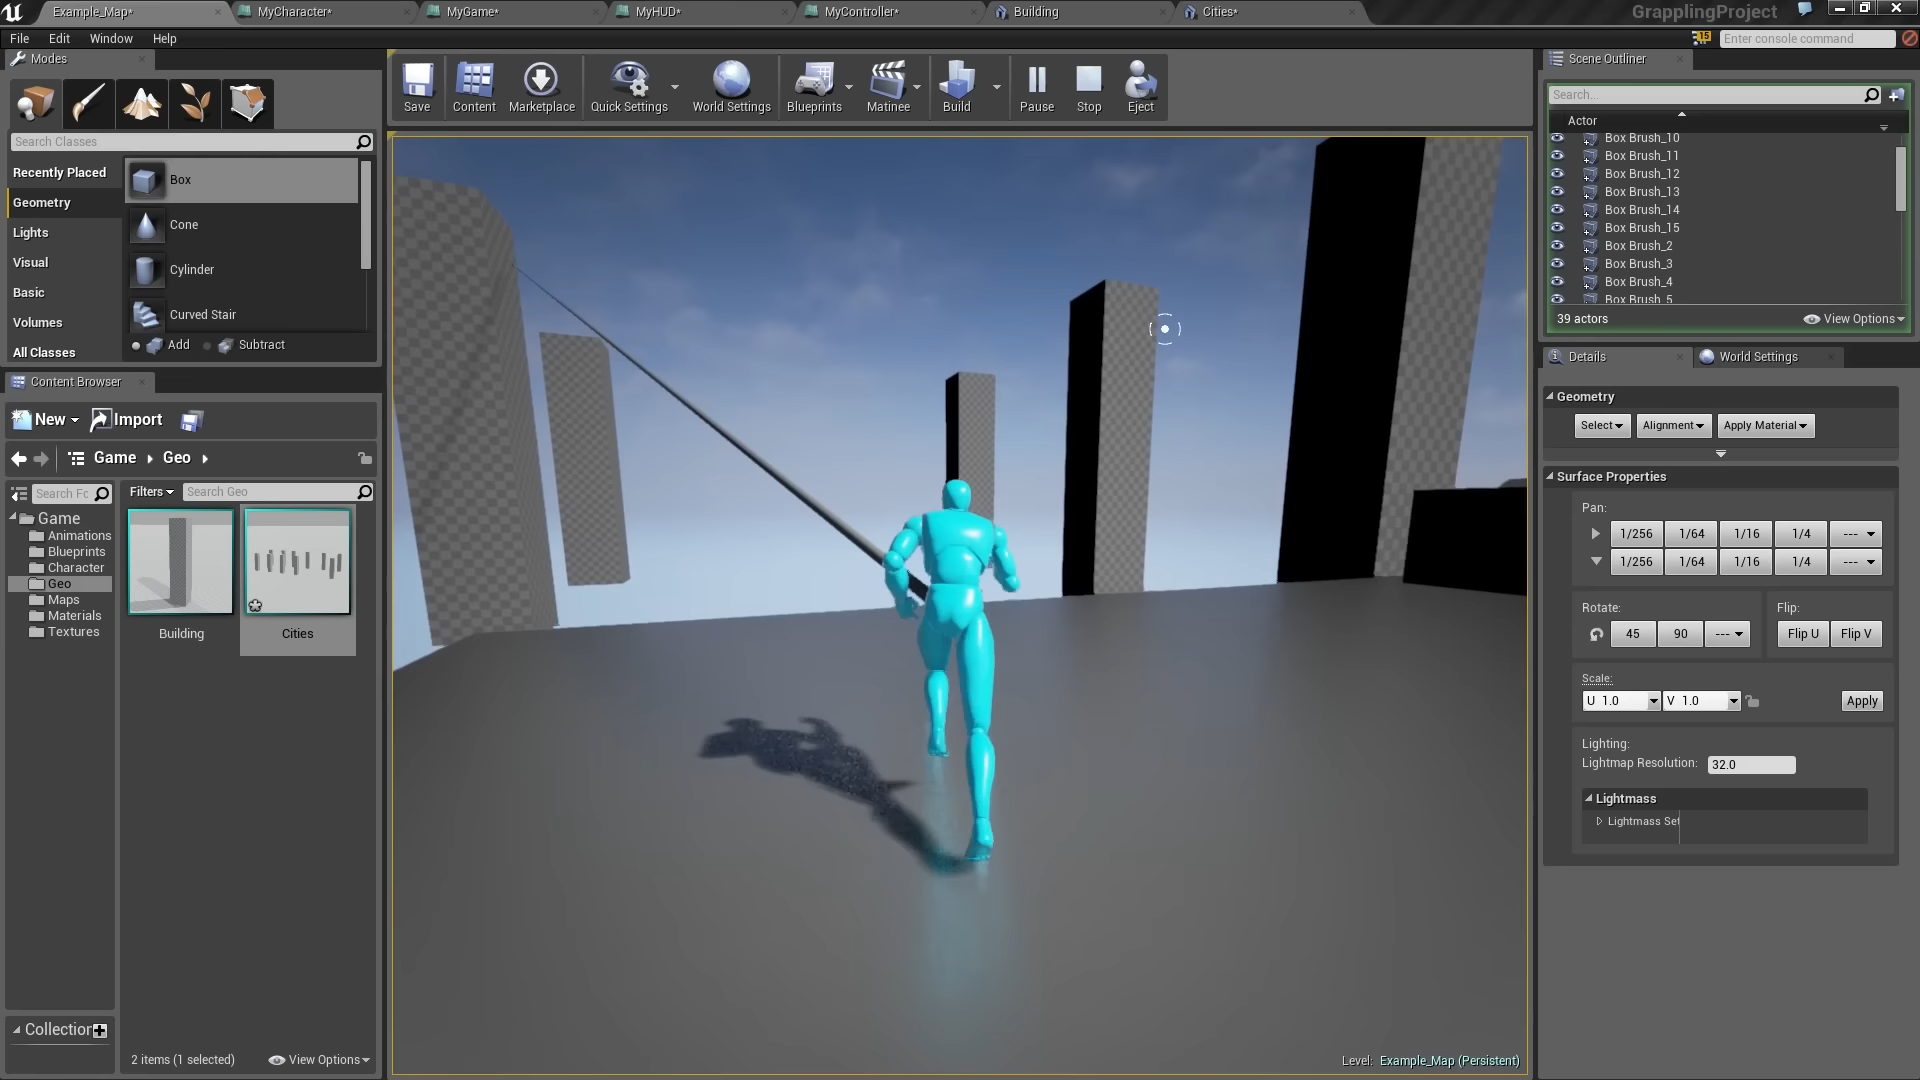 Example_Map*
MyCharacter*
MyGame*
MyHUD*
MyController*
Building
Cities*
GrapplingProject
File
Edit
Window
Help
15
Enter console command
Modes
Save
Content
Marketplace
Quick Settings
World Settings
Blueprints
Matinee
Build
Pause
Stop
Eject
Scene Outliner
Search...
Actor
Box Brush_10
Box Brush_11
Box Brush_12
Box Brush_13
Box Brush_14
Box Brush_15
Box Brush_2
Box Brush_3
Box Brush_4
Box Brush_5
39 actors
View Options
Search Classes
Recently Placed
Geometry
Lights
Visual
Basic
Volumes
All Classes
Box
Cone
Cylinder
Curved Stair
Add
Subtract
Content Browser
New
Import
Game
Geo
Search Fc
Filters
Search Geo
Game
Animations
Blueprints
Character
Geo
Maps
Materials
Textures
Building
Cities
Collection
2 items (1 selected)
View Options
Level: Example_Map (Persistent)
Details
World Settings
Geometry
Select
Alignment
Apply Material
Surface Properties
Pan:
1/256
1/64
1/16
1/4
---
1/256
1/64
1/16
1/4
---
Rotate:
Flip:
45
90
---
Flip U
Flip V
Scale:
U 1.0
V 1.0
Apply
Lighting:
Lightmap Resolution:
32.0
Lightmass
Lightmass Set